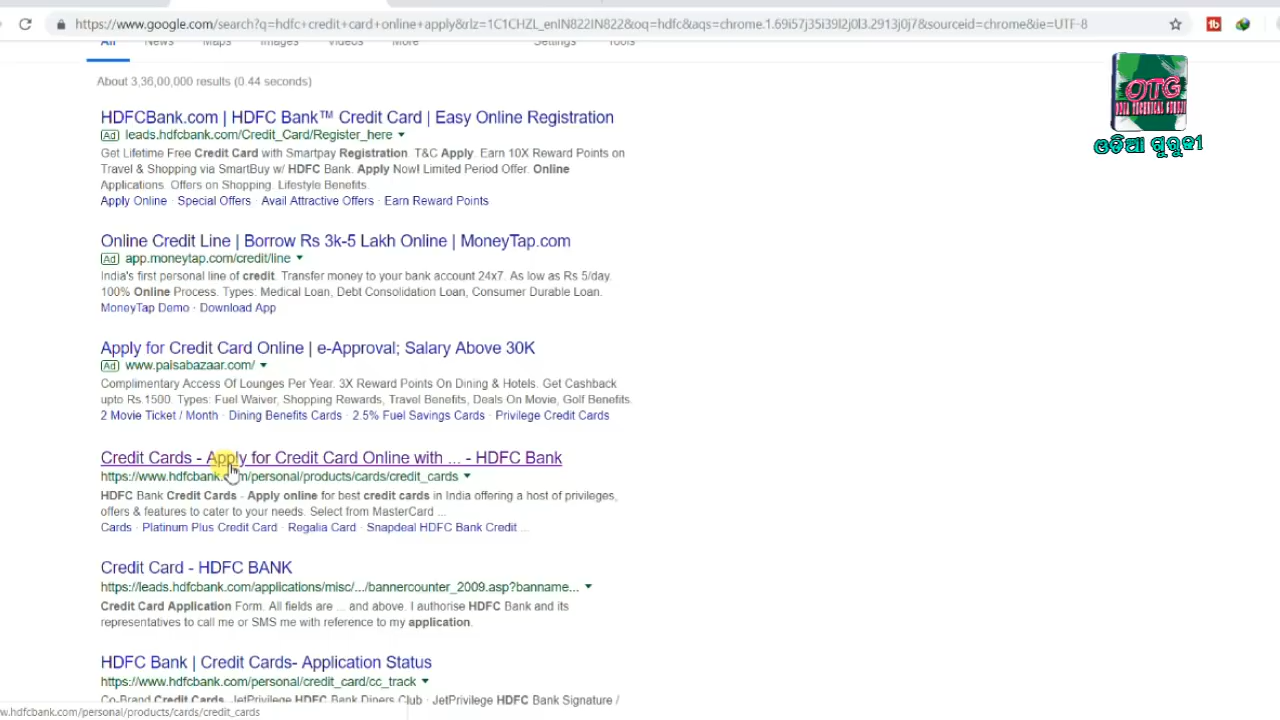 https://www.google.com/search?q=hdfc+credit+card+online+apply&rlz=1C1CHZL_enIN822IN822&oq=hdfc&aqs=chrome.1.69i57j35i39l2j0l3.2913j0j7&sourceid=chrome&ie=UTF-8
All News Maps Images Videos More Settings Tools
About 3,36,00,000 results (0.44 seconds)
HDFCBank.com | HDFC Bank™ Credit Card | Easy Online Registration
Ad leads.hdfcbank.com/Credit_Card/Register_here
Get Lifetime Free Credit Card with Smartpay Registration. T&C Apply. Earn 10X Reward Points on
Travel & Shopping via SmartBuy w/ HDFC Bank. Apply Now! Limited Period Offer. Online
Applications. Offers on Shopping. Lifestyle Benefits.
Apply Online · Special Offers · Avail Attractive Offers · Earn Reward Points
Online Credit Line | Borrow Rs 3k-5 Lakh Online | MoneyTap.com
Ad app.moneytap.com/credit/line
India's first personal line of credit. Transfer money to your bank account 24x7. As low as Rs 5/day.
100% Online Process. Types: Medical Loan, Debt Consolidation Loan, Consumer Durable Loan.
MoneyTap Demo · Download App
Apply for Credit Card Online | e-Approval; Salary Above 30K
Ad www.paisabazaar.com/
Complimentary Access Of Lounges Per Year. 3X Reward Points On Dining & Hotels. Get Cashback
upto Rs.1500. Types: Fuel Waiver, Shopping Rewards, Travel Benefits, Deals On Movie, Golf Benefits.
2 Movie Ticket / Month · Dining Benefits Cards · 2.5% Fuel Savings Cards · Privilege Credit Cards
Credit Cards - Apply for Credit Card Online with ... - HDFC Bank
https://www.hdfcbank.com/personal/products/cards/credit_cards
HDFC Bank Credit Cards - Apply online for best credit cards in India offering a host of privileges,
offers & features to cater to your needs. Select from MasterCard ...
Cards · Platinum Plus Credit Card · Regalia Card · Snapdeal HDFC Bank Credit ...
Credit Card - HDFC BANK
https://leads.hdfcbank.com/applications/misc/.../bannercounter_2009.asp?banname...
Credit Card Application Form. All fields are ... and above. I authorise HDFC Bank and its
representatives to call me or SMS me with reference to my application.
HDFC Bank | Credit Cards- Application Status
https://www.hdfcbank.com/personal/credit_card/cc_track
Co-Brand Credit Cards. JetPrivilege HDFC Bank Diners Club · JetPrivilege HDFC Bank Signature /
w.hdfcbank.com/personal/products/cards/credit_cards
OTG
ODIA TECHNICAL GURUJI
ଓଡିଆ ଗୁରୁଜୀ